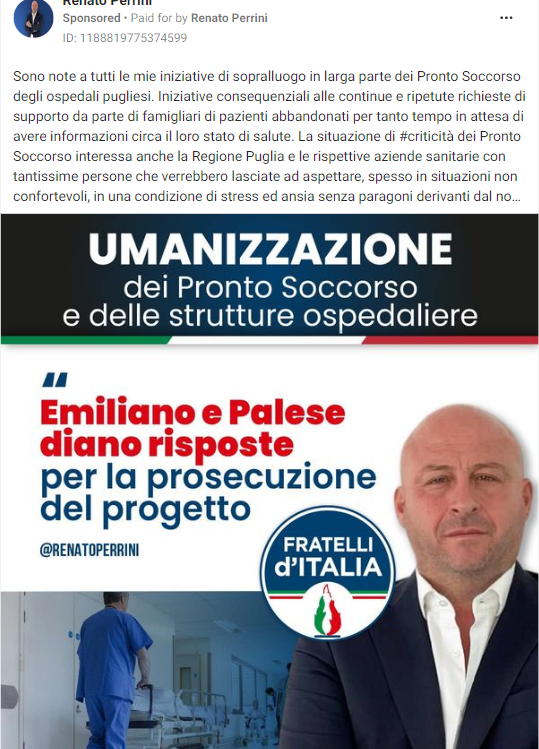 Renato Perrini
Sponsored • Paid for by Renato Perrini
ID: 1188819775374599
Sono note a tutti le mie iniziative di sopralluogo in larga parte dei Pronto Soccorso
degli ospedali pugliesi. Iniziative consequenziali alle continue e ripetute richieste di
supporto da parte di famigliari di pazienti abbandonati per tanto tempo in attesa di
avere informazioni circa il loro stato di salute. La situazione di #criticità dei Pronto
Soccorso interessa anche la Regione Puglia e le rispettive aziende sanitarie con
tantissime persone che verrebbero lasciate ad aspettare, spesso in situazioni non
confortevoli, in una condizione di stress ed ansia senza paragoni derivanti dal no...
UMANIZZAZIONE
dei Pronto Soccorso
e delle strutture ospedaliere
"
Emiliano e Palese
diano risposte
per la prosecuzione
del progetto
@RENATOPERRINI
FRATELLI
d'ITALIA